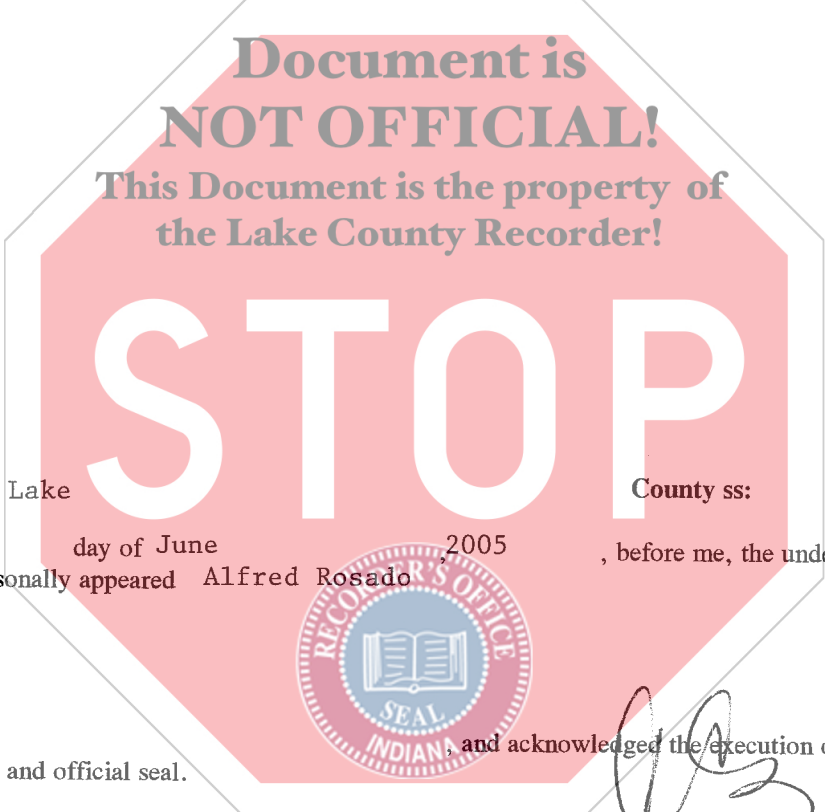 Document is
NOT OFFICIAL!
This Document is the property of
the Lake County Recorder!
STOP
Lake County ss:
day of June ,2005 , before me, the unde
sonally appeared Alfred Rosado
RECORDER'S OFFICE
SEAL
INDIANA
, and acknowledged the execution o
and official seal.